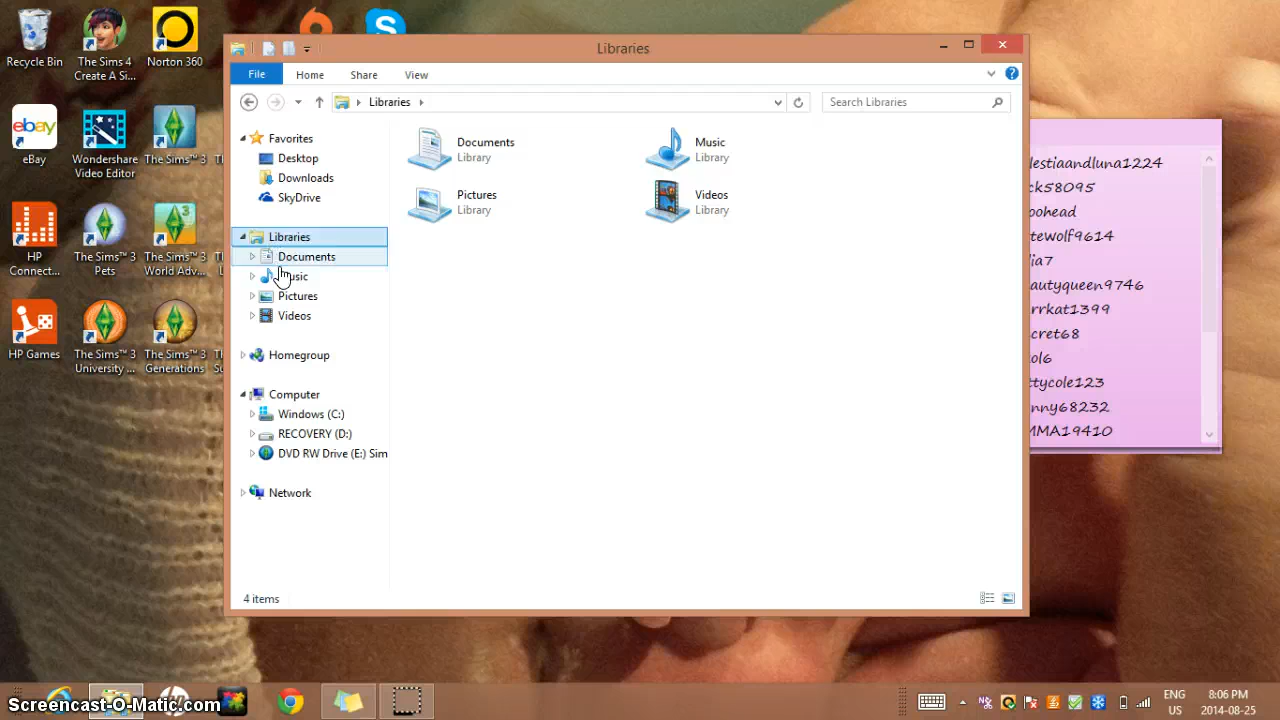 Recycle Bin
The Sims 4
Create A Si...
Norton 360
eBay
Wondershare
Video Editor
The Sims™ 3
HP
Connect...
The Sims™ 3
Pets
The Sims™ 3
World Adv...
HP Games
The Sims™ 3
University ...
The Sims™ 3
Generations
Libraries
File
Home
Share
View
Libraries
Search Libraries
Favorites
Desktop
Downloads
SkyDrive
Libraries
Documents
Music
Pictures
Videos
Homegroup
Computer
Windows (C:)
RECOVERY (D:)
DVD RW Drive (E:) Sim
Network
Documents
Library
Music
Library
Pictures
Library
Videos
Library
4 items
lestiaandluna1224
ck58095
oohead
tewolf9614
lia7
autyqueen9746
rrkat1399
cret68
ol6
ttycole123
nny68232
MMA19410
Screencast-O-Matic.com
ENG
US
8:06 PM
2014-08-25